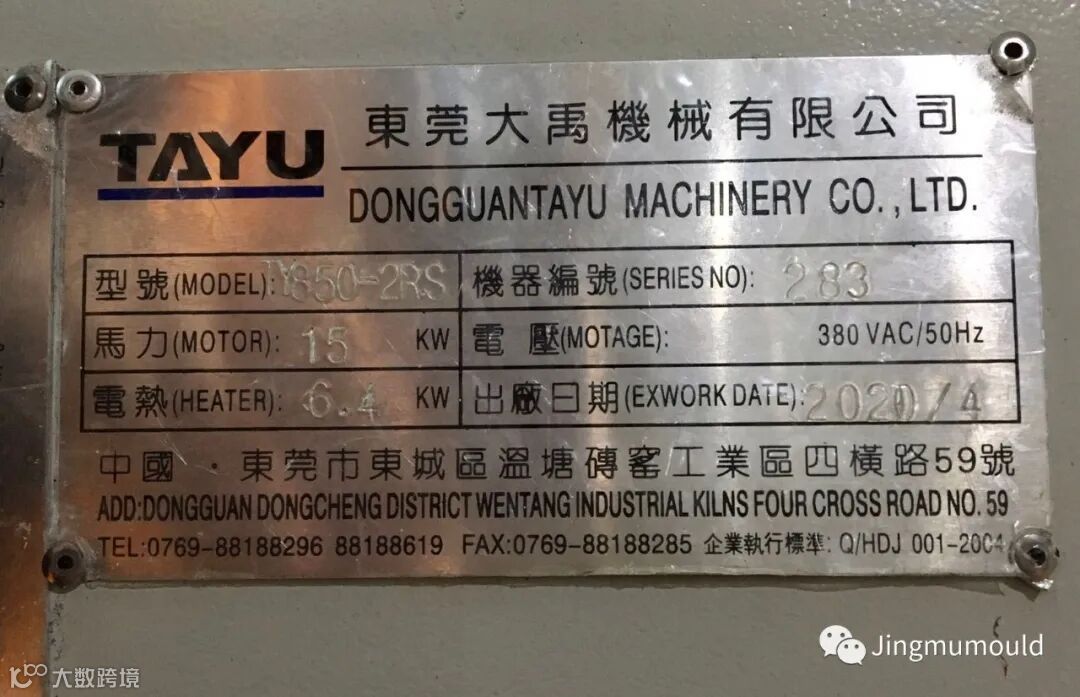 TAYU
東莞大禹機械有限公司
DONGGUANTAYU MACHINERY CO.,LTD.
型號(MODEL): TY850-2RS 機器編號(SERIES NO): 283
馬力(MOTOR): 15 KW 電 壓(MOTAGE): 380 VAC/50Hz
電熱(HEATER): 6.4 KW 出廠日期(EXWORK DATE): 2020/4
中國·東莞市東城區溫塘磚窑工業區四橫路59號
ADD:DONGGUAN DONGCHENG DISTRICT WENTANG INDUSTRIAL KILNS FOUR CROSS ROAD NO. 59
TEL:0769-88188296 88188619 FAX:0769-88188285 企業執行標準: Q/HDJ 001-2004
Jingmumould
大数跨境